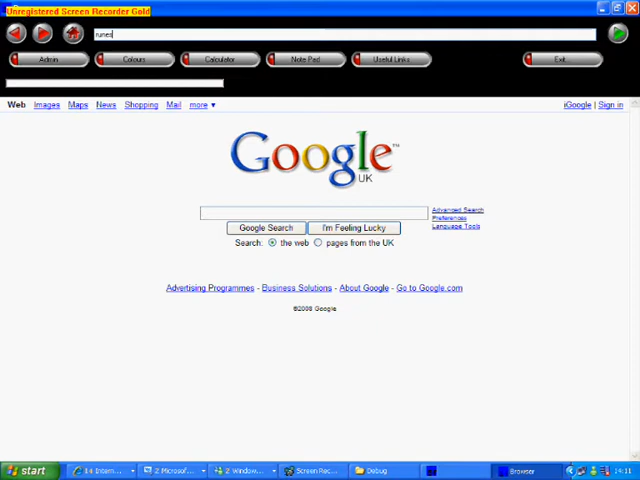 Unregistered Screen Recorder Gold
runes
Admin Colours Calculator Note Pad Useful Links Exit
Web Images Maps News Shopping Mail more ▼ iGoogle | Sign in
Google™
UK
Advanced Search
Preferences
Language Tools
Google Search I'm Feeling Lucky
Search: the web pages from the UK
Advertising Programmes - Business Solutions - About Google - Go to Google.com
©2008 Google
start 14 Intern... 2 Microsof... 2 Window... Screen Rec... Debug Browser 14:11